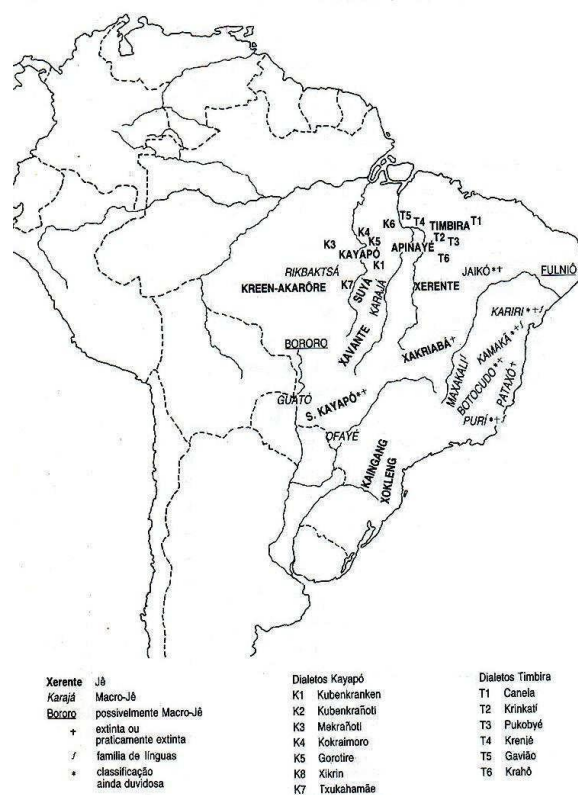 K6
T5
T4
TIMBIRA
T1
K4
T2
T3
K3
K5
APINAYÉ
KAYAPÓ
T6
K1
RIKBAKTSÁ
JAIKÓ*+
FULNIÔ
KREEN-AKARÔRE
K7
SUYÁ
KARAJÁ
XERENTE
KARIRI*+ƒ
XAVANTE
BORORO
XAKRIABÁ+
KAMAKÃ*+ƒ
MAXAKALIƒ
BOTOCUDO*+
PATAXÓ+
GUATÓ
S. KAYAPÓ*+
PURÍ*+ƒ
OFAYÉ
KAINGANG
XOKLENG
Xerente Jê
Karajá Macro-Jê
Bororo possivelmente Macro-Jê
+ extinta ou
praticamente extinta
ƒ família de línguas
* classificação
ainda duvidosa
Dialetos Kayapó
K1 Kubenkranken
K2 Kubenkrañoti
K3 Mekrañoti
K4 Kokraimoro
K5 Gorotire
K8 Xikrin
K7 Txukahamãe
Dialetos Timbira
T1 Canela
T2 Krinkati
T3 Pukobyé
T4 Krenjé
T5 Gavião
T6 Krahô